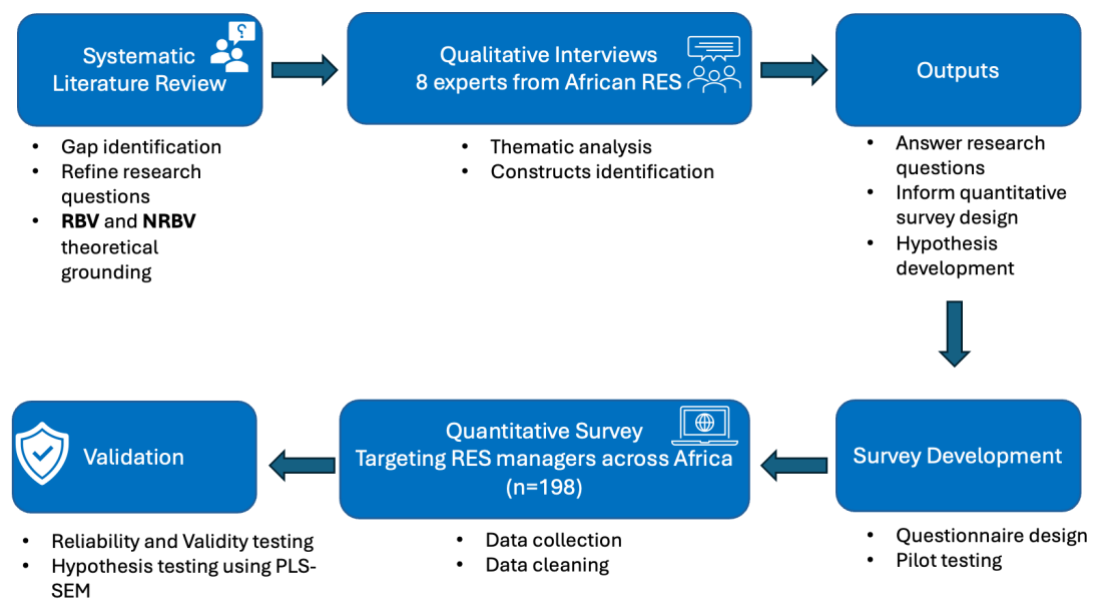 Systematic
Literature Review
• Gap identification
• Refine research
questions
• RBV and NRBV
theoretical
grounding
Qualitative Interviews
8 experts from African RES
• Thematic analysis
• Constructs identification
Outputs
• Answer research
questions
• Inform quantitative
survey design
• Hypothesis
development
Survey Development
• Questionnaire design
• Pilot testing
Quantitative Survey
Targeting RES managers across Africa
(n=198)
• Data collection
• Data cleaning
Validation
• Reliability and Validity testing
• Hypothesis testing using PLS-
SEM